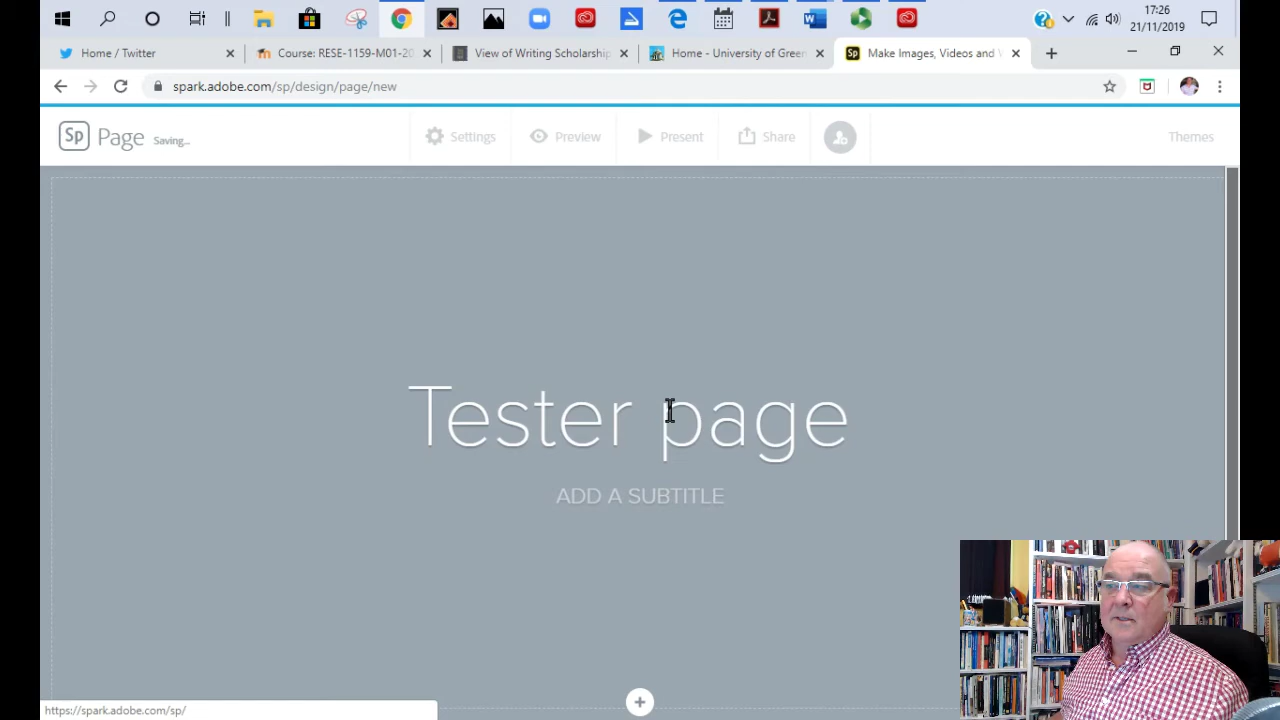 17:26
21/11/2019
Home / Twitter
Course: RESE-1159-M01-20
View of Writing Scholarship
Home - University of Green
Make Images, Videos and V
spark.adobe.com/sp/design/page/new
Sp Page Saving... Settings Preview Present Share Themes
Tester page
ADD A SUBTITLE
https://spark.adobe.com/sp/